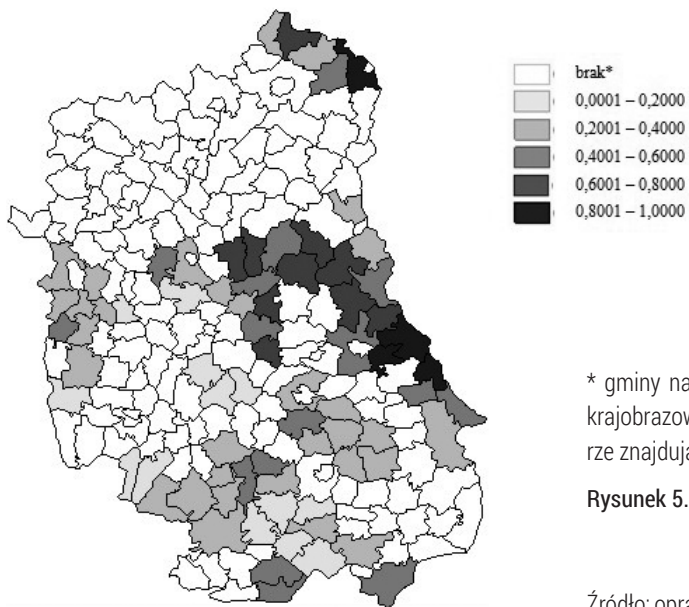 brak*
0,0001 – 0,2000
0,2001 – 0,4000
0,4001 – 0,6000
0,6001 – 0,8000
0,8001 – 1,0000
* gminy na
krajobrazow
rze znajdują
Rysunek 5.
Źródło: opra